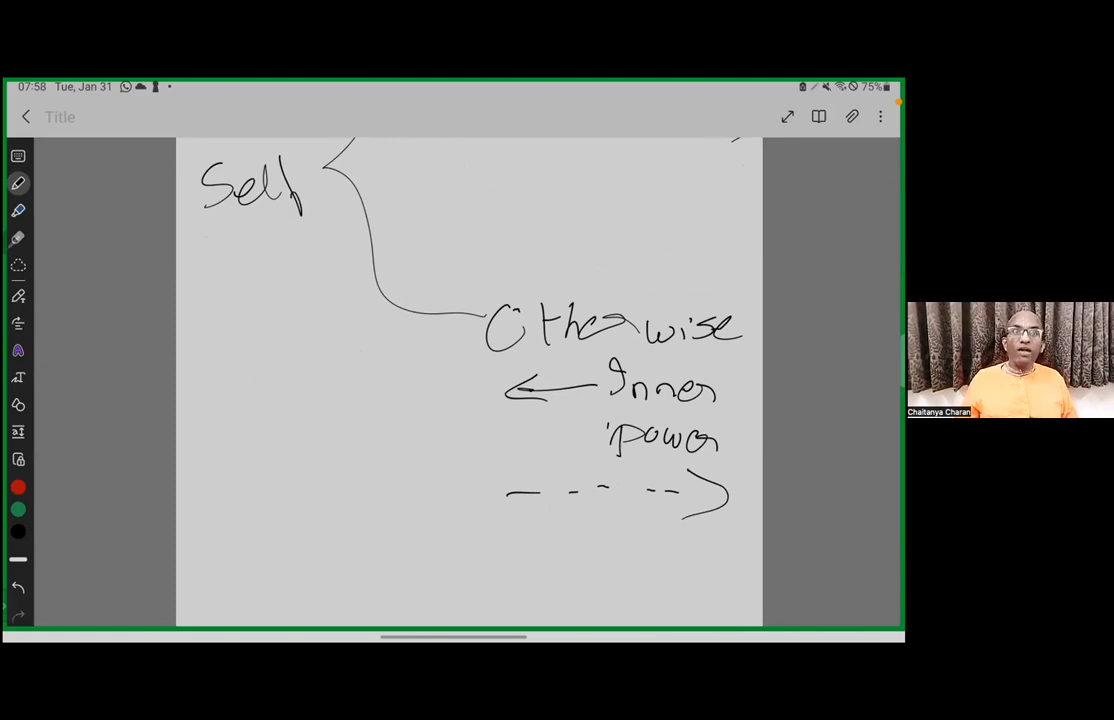 07:58 Tue, Jan 31 75%
Title
Self
Otherwise
Inner
power
Chaitanya Charan